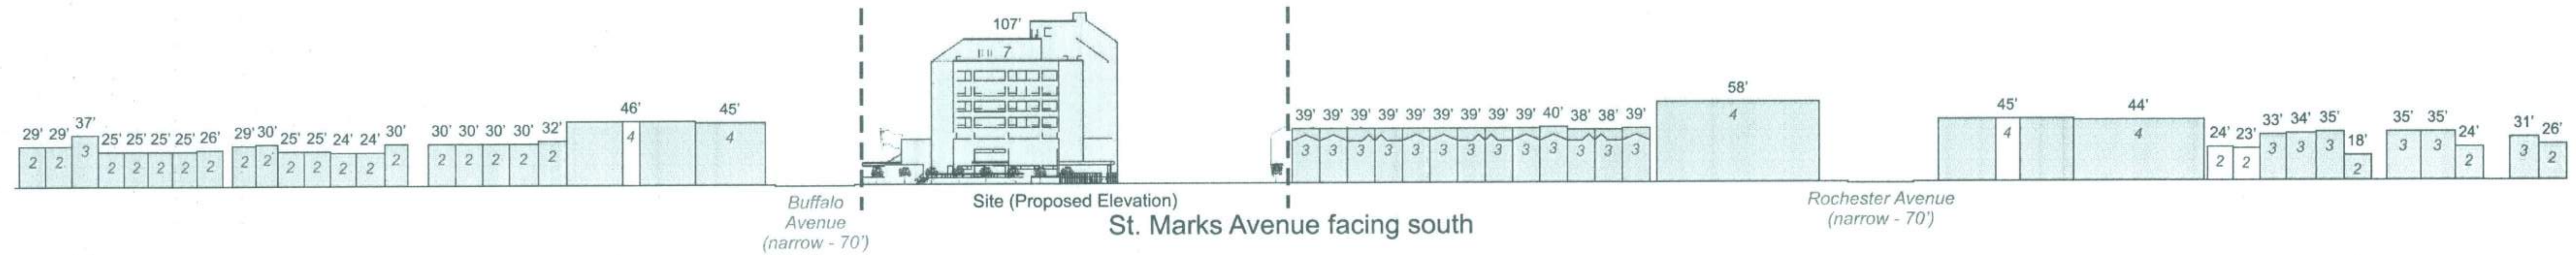 107'
7
58'
46' 45' 45' 44'
39' 39' 39' 39' 39' 39' 39' 39' 39' 40' 38' 38' 39'
29' 29' 37' 25' 25' 25' 25' 26' 29' 30' 25' 25' 24' 24' 30' 30' 30' 30' 30' 32'
24' 23' 33' 34' 35' 18' 35' 35' 24' 31' 26'
2 2 3 2 2 2 2 2 2 2 2 2 2 2 2 2 2 2 2 2 4 4
3 3 3 3 3 3 3 3 3 3 3 3 3 4
4 4 2 2 3 3 3 2 3 3 2 3 2
Buffalo
Avenue
(narrow - 70')
Site (Proposed Elevation)
St. Marks Avenue facing south
Rochester Avenue
(narrow - 70')